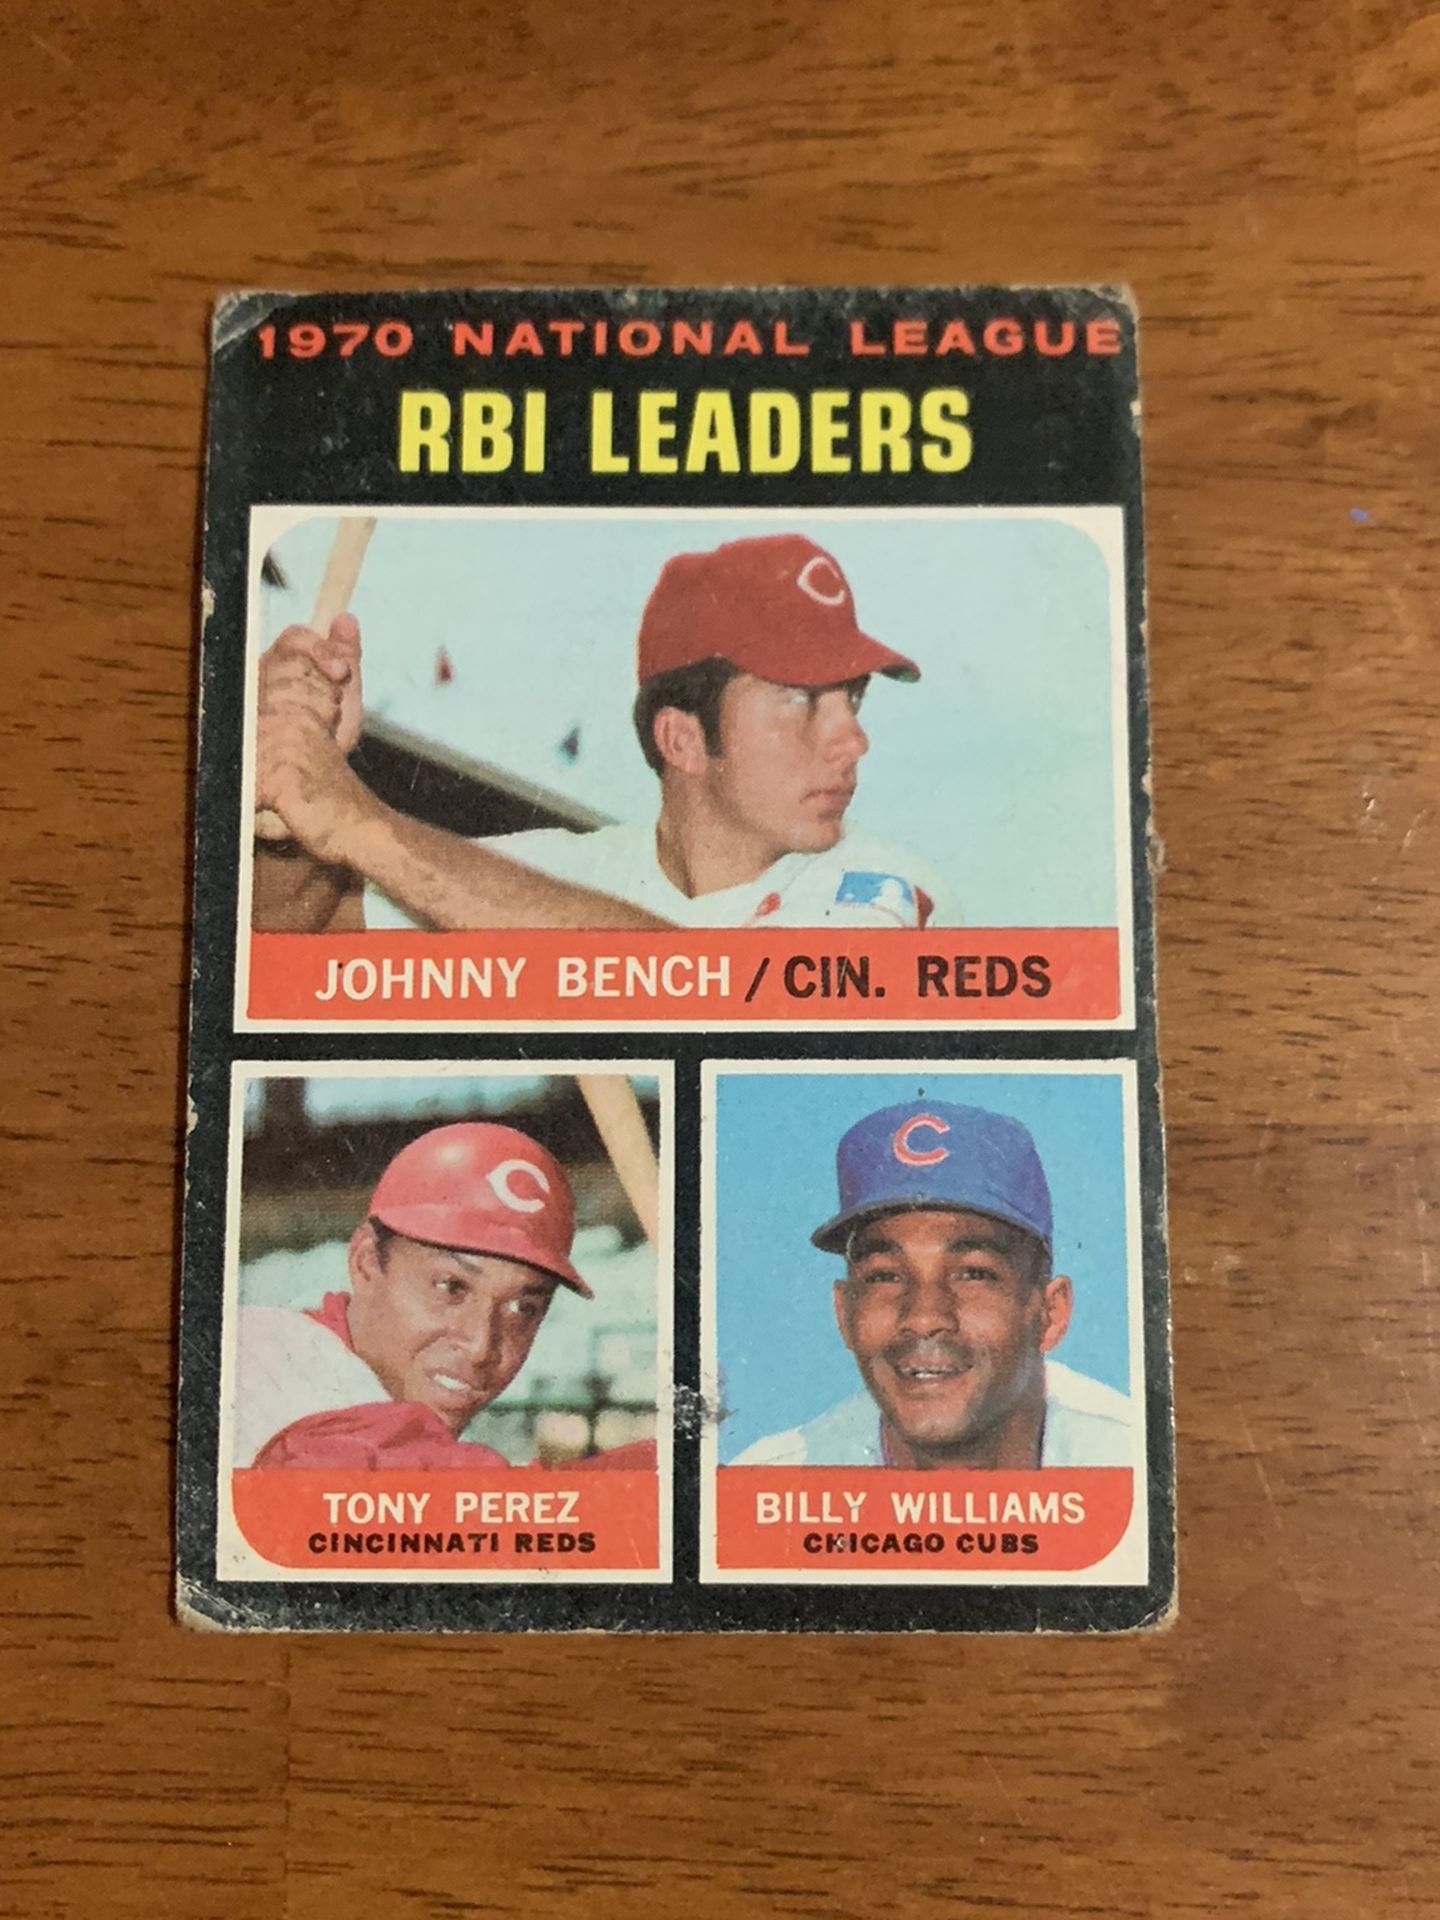 1970 NATIONAL LEAGUE
RBI LEADERS
C
JOHNNY BENCH / CIN. REDS
C
C
TONY PEREZ
CINCINNATI REDS
BILLY WILLIAMS
CHICAGO CUBS